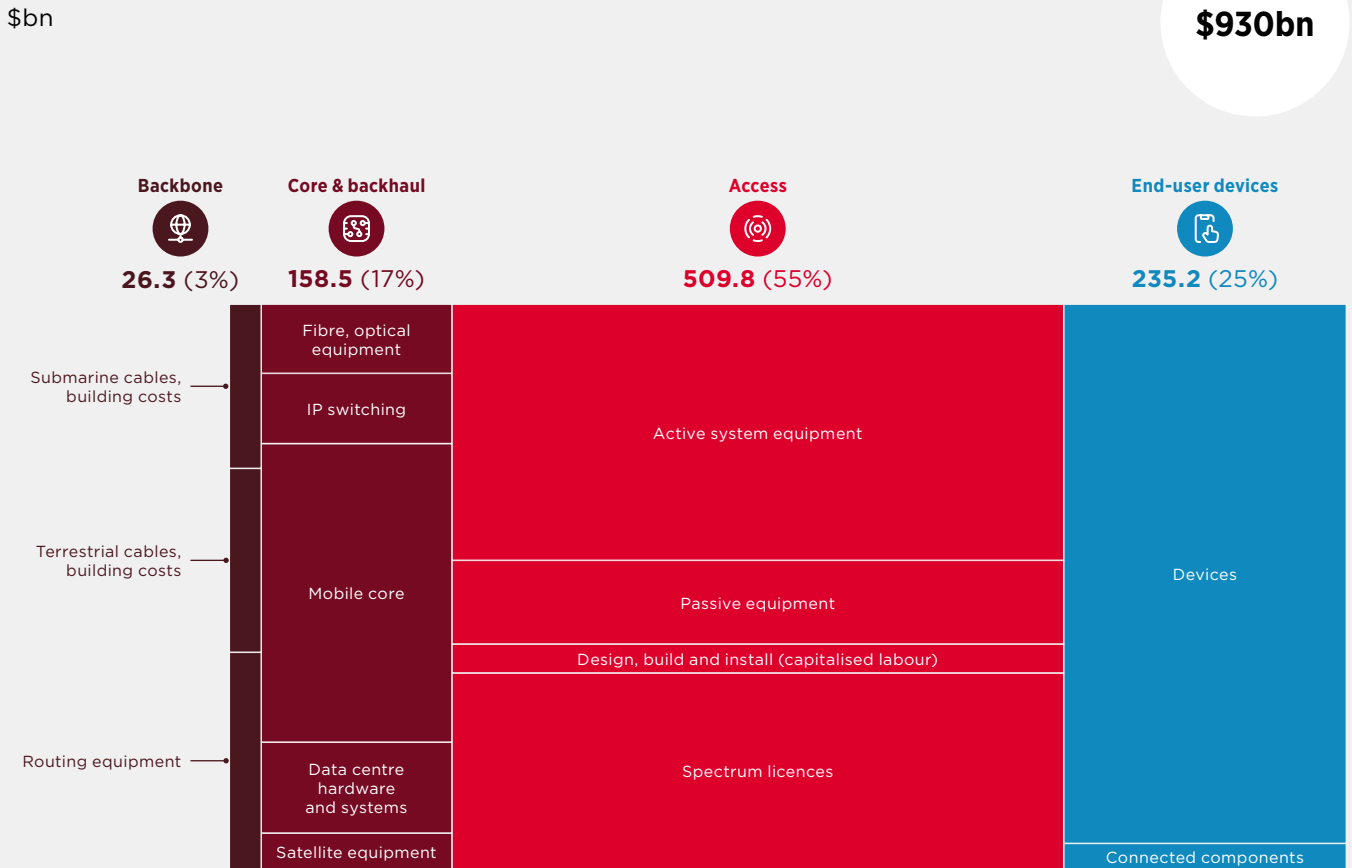 $bn
$930bn
Backbone
26.3 (3%)
Core & backhaul
158.5 (17%)
Access
509.8 (55%)
End-user devices
235.2 (25%)
Submarine cables,
building costs
Terrestrial cables,
building costs
Routing equipment
Fibre, optical
equipment
IP switching
Mobile core
Data centre
hardware
and systems
Satellite equipment
Active system equipment
Passive equipment
Design, build and install (capitalised labour)
Spectrum licences
Devices
Connected components